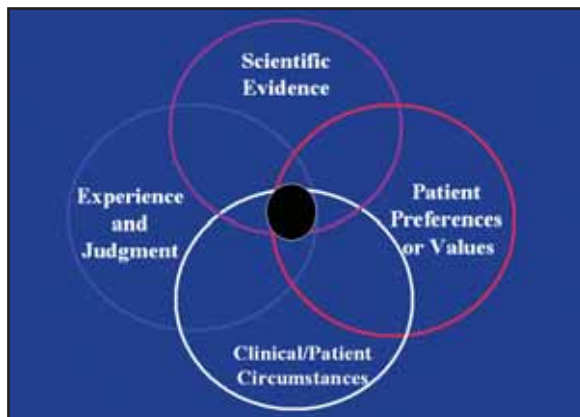 Scientific
Evidence
Experience
and
Judgment
Patient
Preferences
or Values
Clinical/Patient
Circumstances